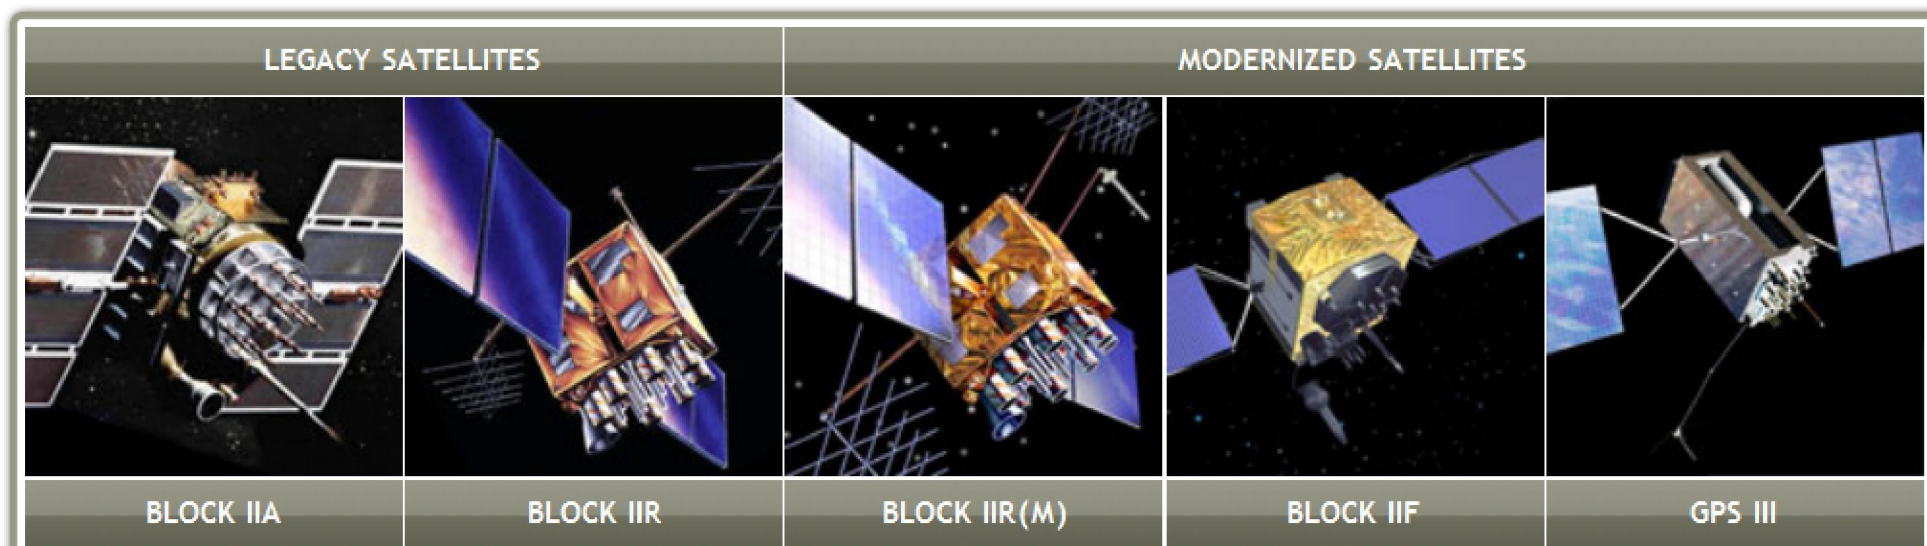 LEGACY SATELLITES
MODERNIZED SATELLITES
BLOCK IIA
BLOCK IIR
BLOCK IIR(M)
BLOCK IIF
GPS III